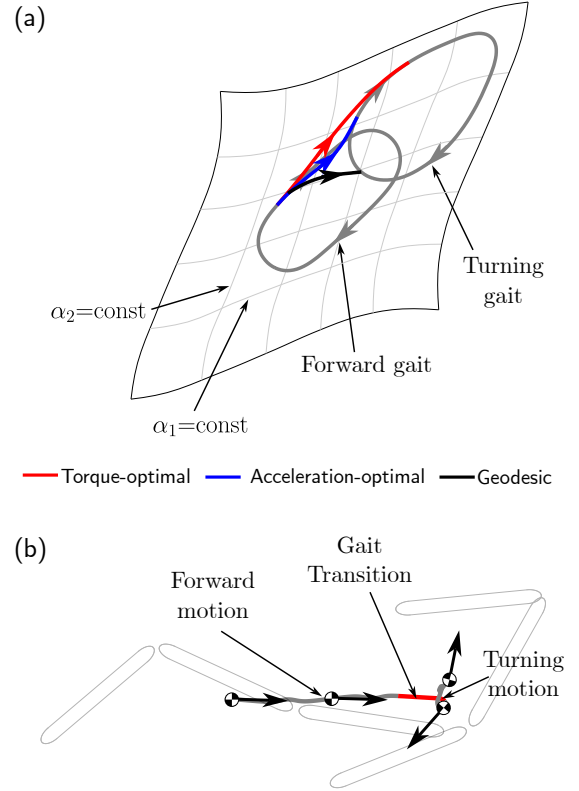 (a)
Turning
gait
α₂=const
Forward gait
α₁=const
Torque-optimal Acceleration-optimal Geodesic
(b)
Gait
Transition
Forward
motion
Turning
motion